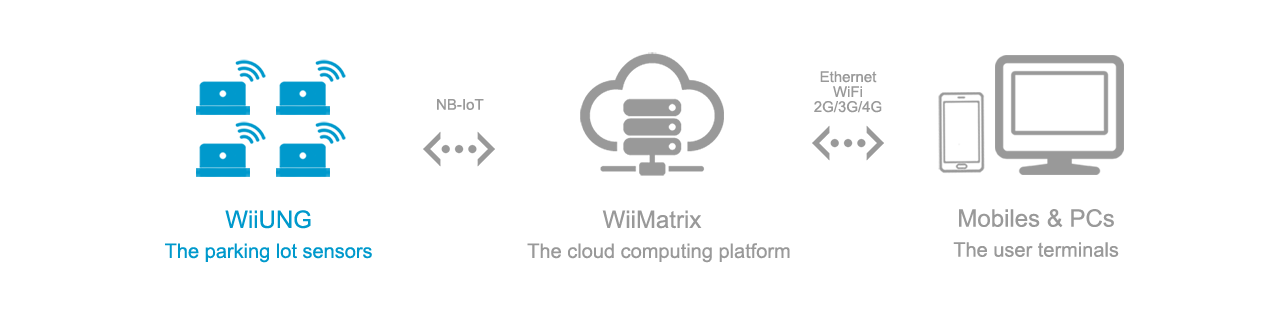 NB-IoT
Ethernet
WiFi
2G/3G/4G
WiiUNG
The parking lot sensors
WiiMatrix
The cloud computing platform
Mobiles & PCs
The user terminals